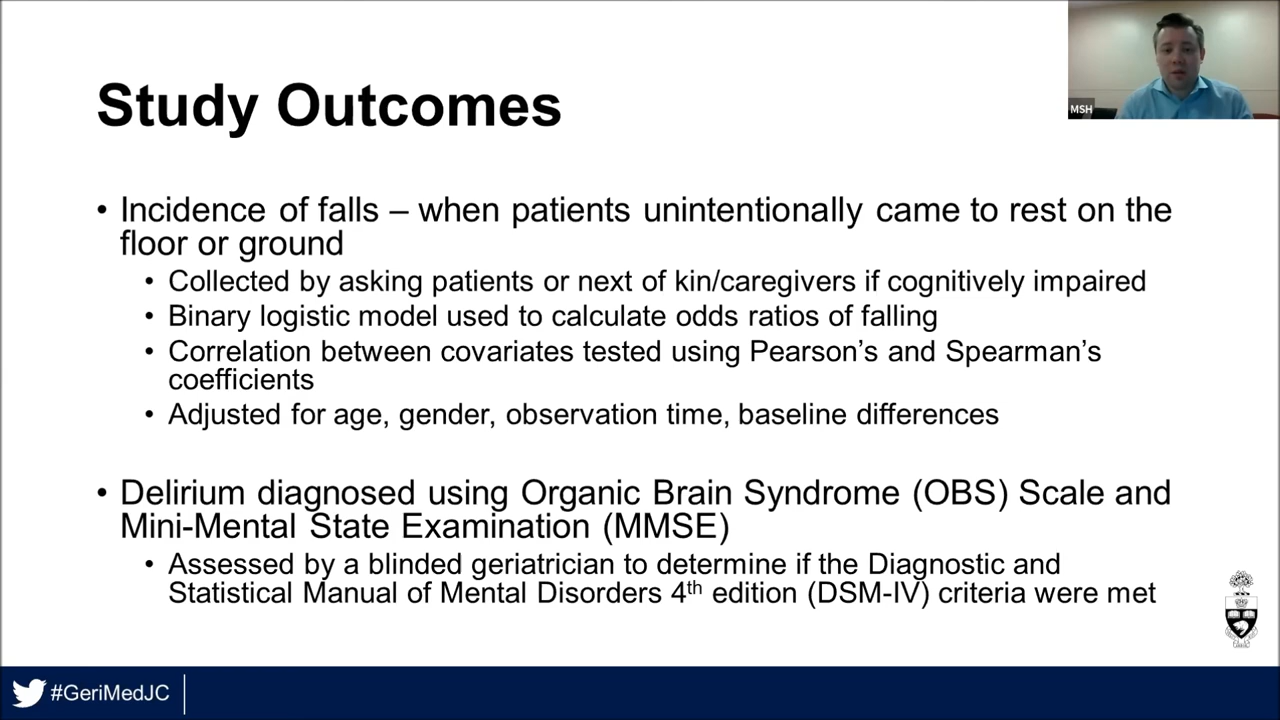 MSH
Study Outcomes
• Incidence of falls – when patients unintentionally came to rest on the
floor or ground
• Collected by asking patients or next of kin/caregivers if cognitively impaired
• Binary logistic model used to calculate odds ratios of falling
• Correlation between covariates tested using Pearson's and Spearman's
coefficients
• Adjusted for age, gender, observation time, baseline differences
• Delirium diagnosed using Organic Brain Syndrome (OBS) Scale and
Mini-Mental State Examination (MMSE)
• Assessed by a blinded geriatrician to determine if the Diagnostic and
Statistical Manual of Mental Disorders 4th edition (DSM-IV) criteria were met
#GeriMedJC